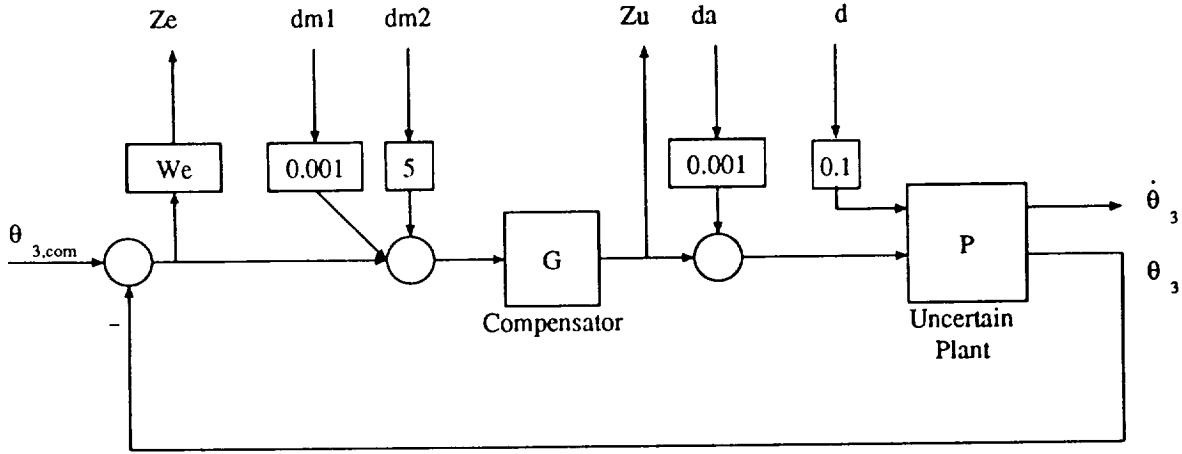 Ze dm1 dm2 Zu da d
We 0.001 5 0.001 0.1
θ 3,com
G
P
θ̇ 3
θ 3
–
Compensator
Uncertain
Plant